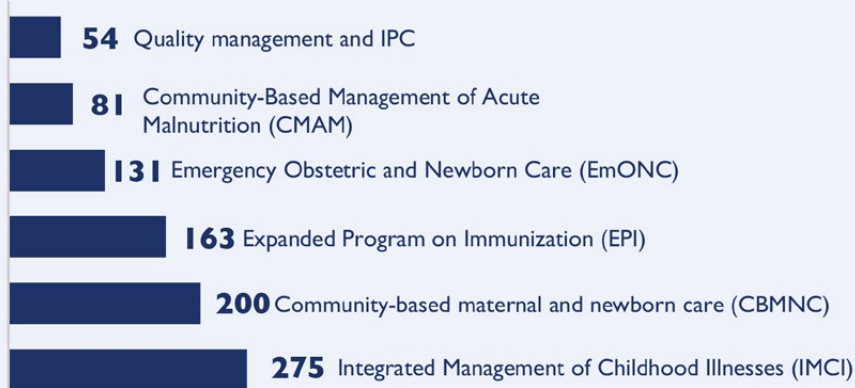 54 Quality management and IPC
81 Community-Based Management of Acute
Malnutrition (CMAM)
131 Emergency Obstetric and Newborn Care (EmONC)
163 Expanded Program on Immunization (EPI)
200 Community-based maternal and newborn care (CBMNC)
275 Integrated Management of Childhood Illnesses (IMCI)